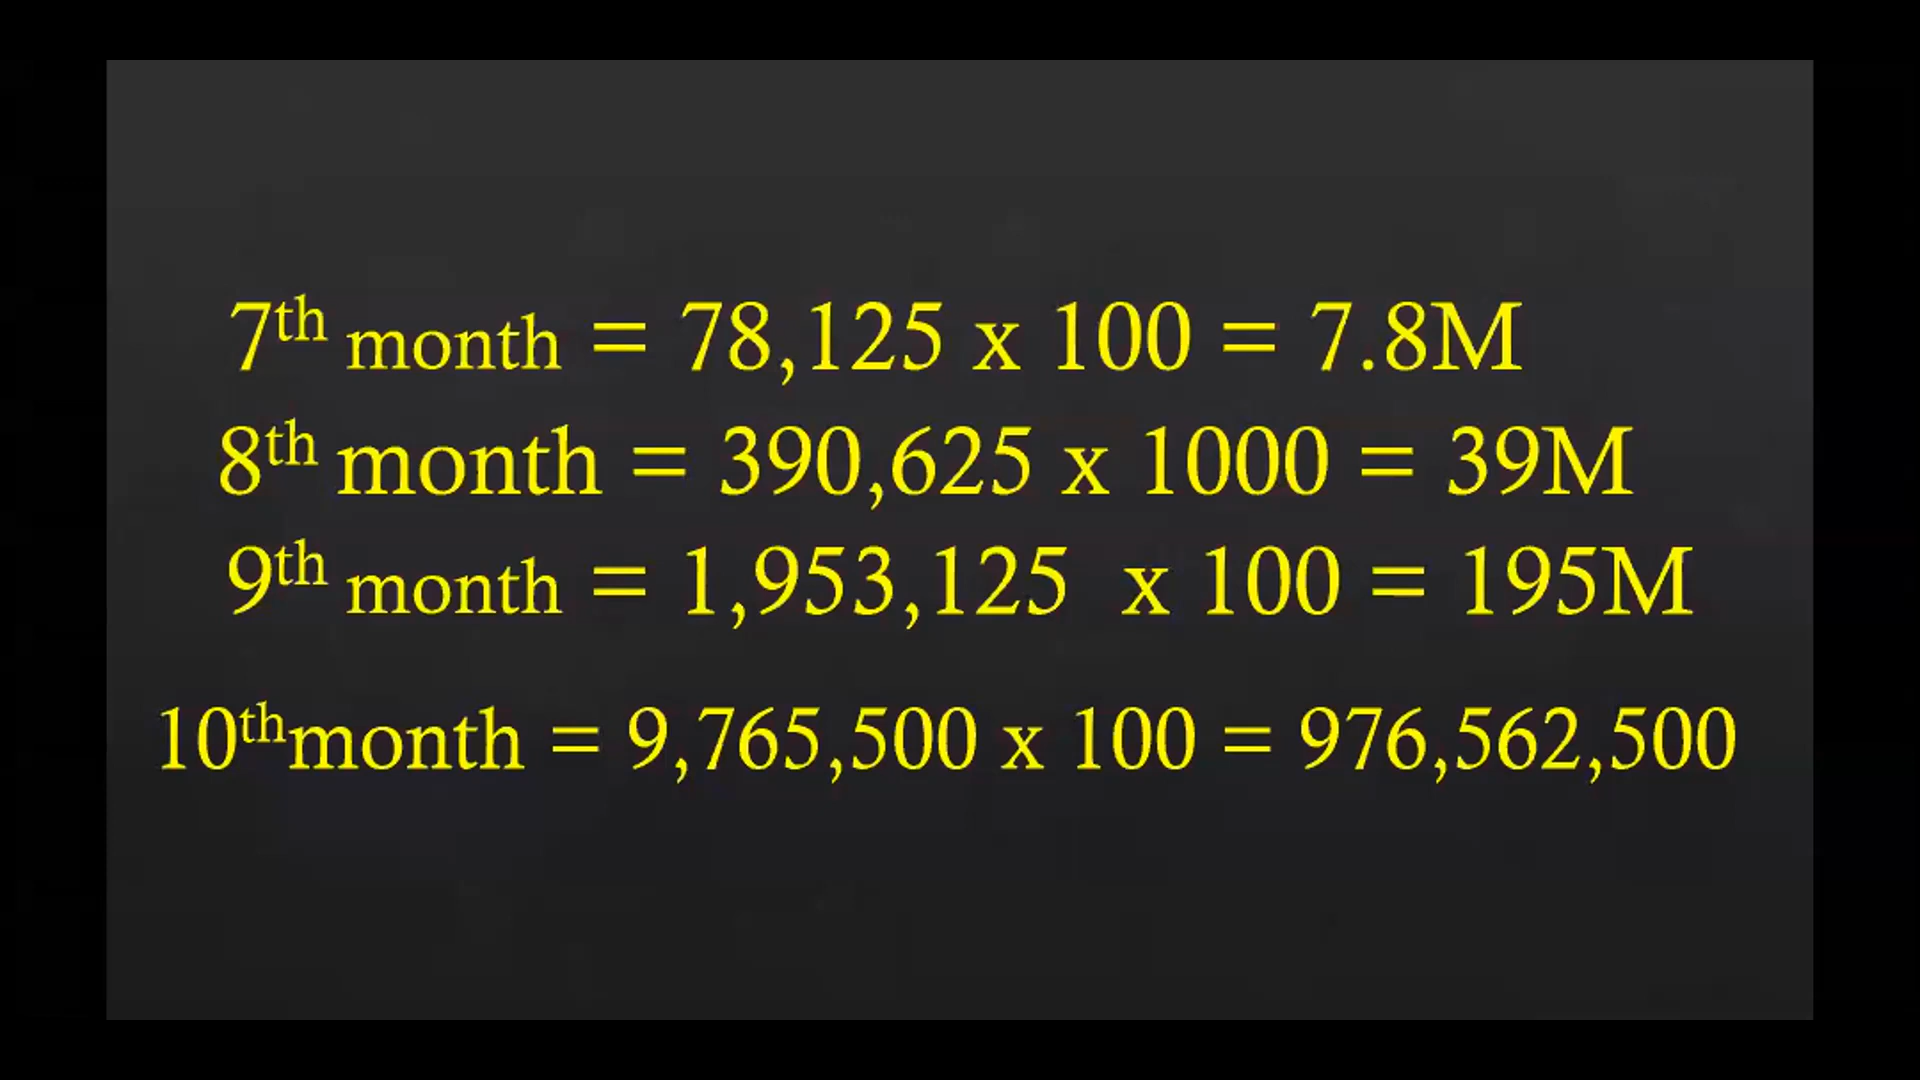 7th month = 78,125 x 100 = 7.8M
8th month = 390,625 x 1000 = 39M
9th month = 1,953,125 x 100 = 195M
10thmonth = 9,765,500 x 100 = 976,562,500